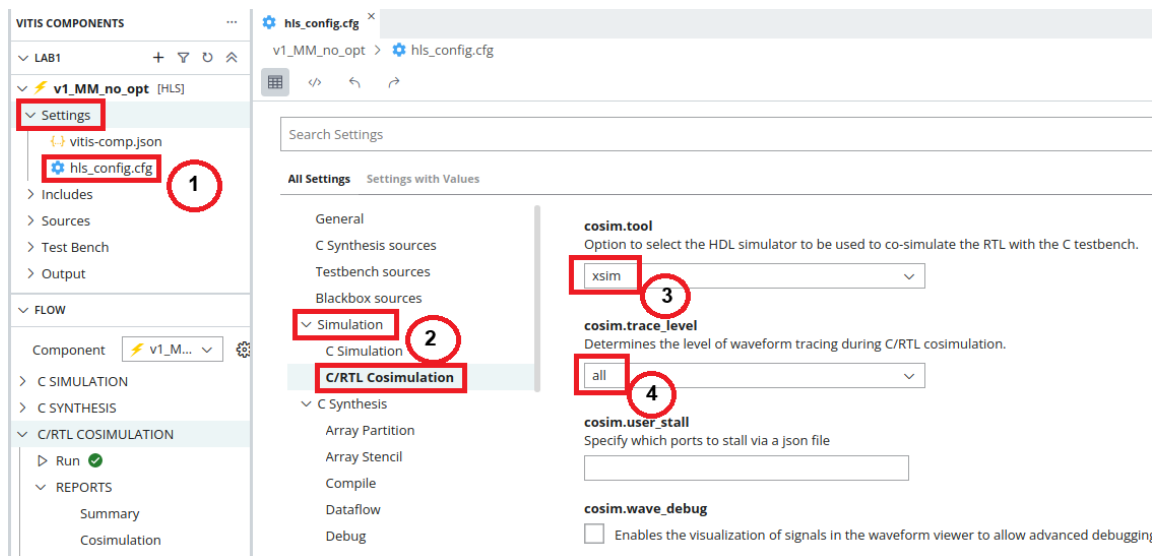 VITIS COMPONENTS ···
LAB1
v1_MM_no_opt [HLS]
Settings
vitis-comp.json
hls_config.cfg
1
Includes
Sources
Test Bench
Output
FLOW
Component v1_M...
C SIMULATION
C SYNTHESIS
C/RTL COSIMULATION
Run
REPORTS
Summary
Cosimulation
hls_config.cfg
v1_MM_no_opt > hls_config.cfg
Search Settings
All Settings Settings with Values
General
C Synthesis sources
Testbench sources
Blackbox sources
Simulation
2
C Simulation
C/RTL Cosimulation
C Synthesis
Array Partition
Array Stencil
Compile
Dataflow
Debug
cosim.tool
Option to select the HDL simulator to be used to co-simulate the RTL with the C testbench.
xsim
3
cosim.trace_level
Determines the level of waveform tracing during C/RTL cosimulation.
all
4
cosim.user_stall
Specify which ports to stall via a json file
cosim.wave_debug
Enables the visualization of signals in the waveform viewer to allow advanced debugging